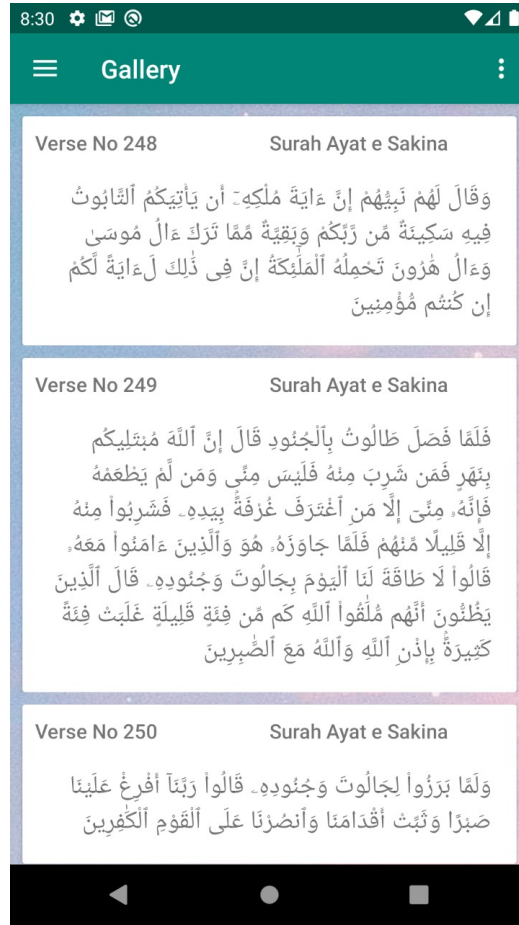 8:30
Gallery
Verse No 248 Surah Ayat e Sakina
وَقَالَ لَهُمْ نَبِيُّهُمْ إِنَّ ءَايَةَ مُلْكِهِۦٓ أَن يَأْتِيَكُمُ ٱلتَّابُوتُ
فِيهِ سَكِينَةٌ مِّن رَّبِّكُمْ وَبَقِيَّةٌ مِّمَّا تَرَكَ ءَالُ مُوسَىٰ
وَءَالُ هَٰرُونَ تَحْمِلُهُ ٱلْمَلَٰٓئِكَةُ إِنَّ فِى ذَٰلِكَ لَءَايَةً لَّكُمْ
إِن كُنتُم مُّؤْمِنِينَ
Verse No 249 Surah Ayat e Sakina
فَلَمَّا فَصَلَ طَالُوتُ بِٱلْجُنُودِ قَالَ إِنَّ ٱللَّهَ مُبْتَلِيكُم
بِنَهَرٍ فَمَن شَرِبَ مِنْهُ فَلَيْسَ مِنِّى وَمَن لَّمْ يَطْعَمْهُ
فَإِنَّهُۥ مِنِّىٓ إِلَّا مَنِ ٱغْتَرَفَ غُرْفَةًۢ بِيَدِهِۦ فَشَرِبُوا۟ مِنْهُ
إِلَّا قَلِيلًا مِّنْهُمْ فَلَمَّا جَاوَزَهُۥ هُوَ وَٱلَّذِينَ ءَامَنُوا۟ مَعَهُۥ
قَالُوا۟ لَا طَاقَةَ لَنَا ٱلْيَوْمَ بِجَالُوتَ وَجُنُودِهِۦ قَالَ ٱلَّذِينَ
يَظُنُّونَ أَنَّهُم مُّلَٰقُوا۟ ٱللَّهِ كَم مِّن فِئَةٍ قَلِيلَةٍ غَلَبَتْ فِئَةً
كَثِيرَةًۢ بِإِذْنِ ٱللَّهِ وَٱللَّهُ مَعَ ٱلصَّٰبِرِينَ
Verse No 250 Surah Ayat e Sakina
وَلَمَّا بَرَزُوا۟ لِجَالُوتَ وَجُنُودِهِۦ قَالُوا۟ رَبَّنَآ أَفْرِغْ عَلَيْنَا
صَبْرًا وَثَبِّتْ أَقْدَامَنَا وَٱنصُرْنَا عَلَى ٱلْقَوْمِ ٱلْكَٰفِرِينَ